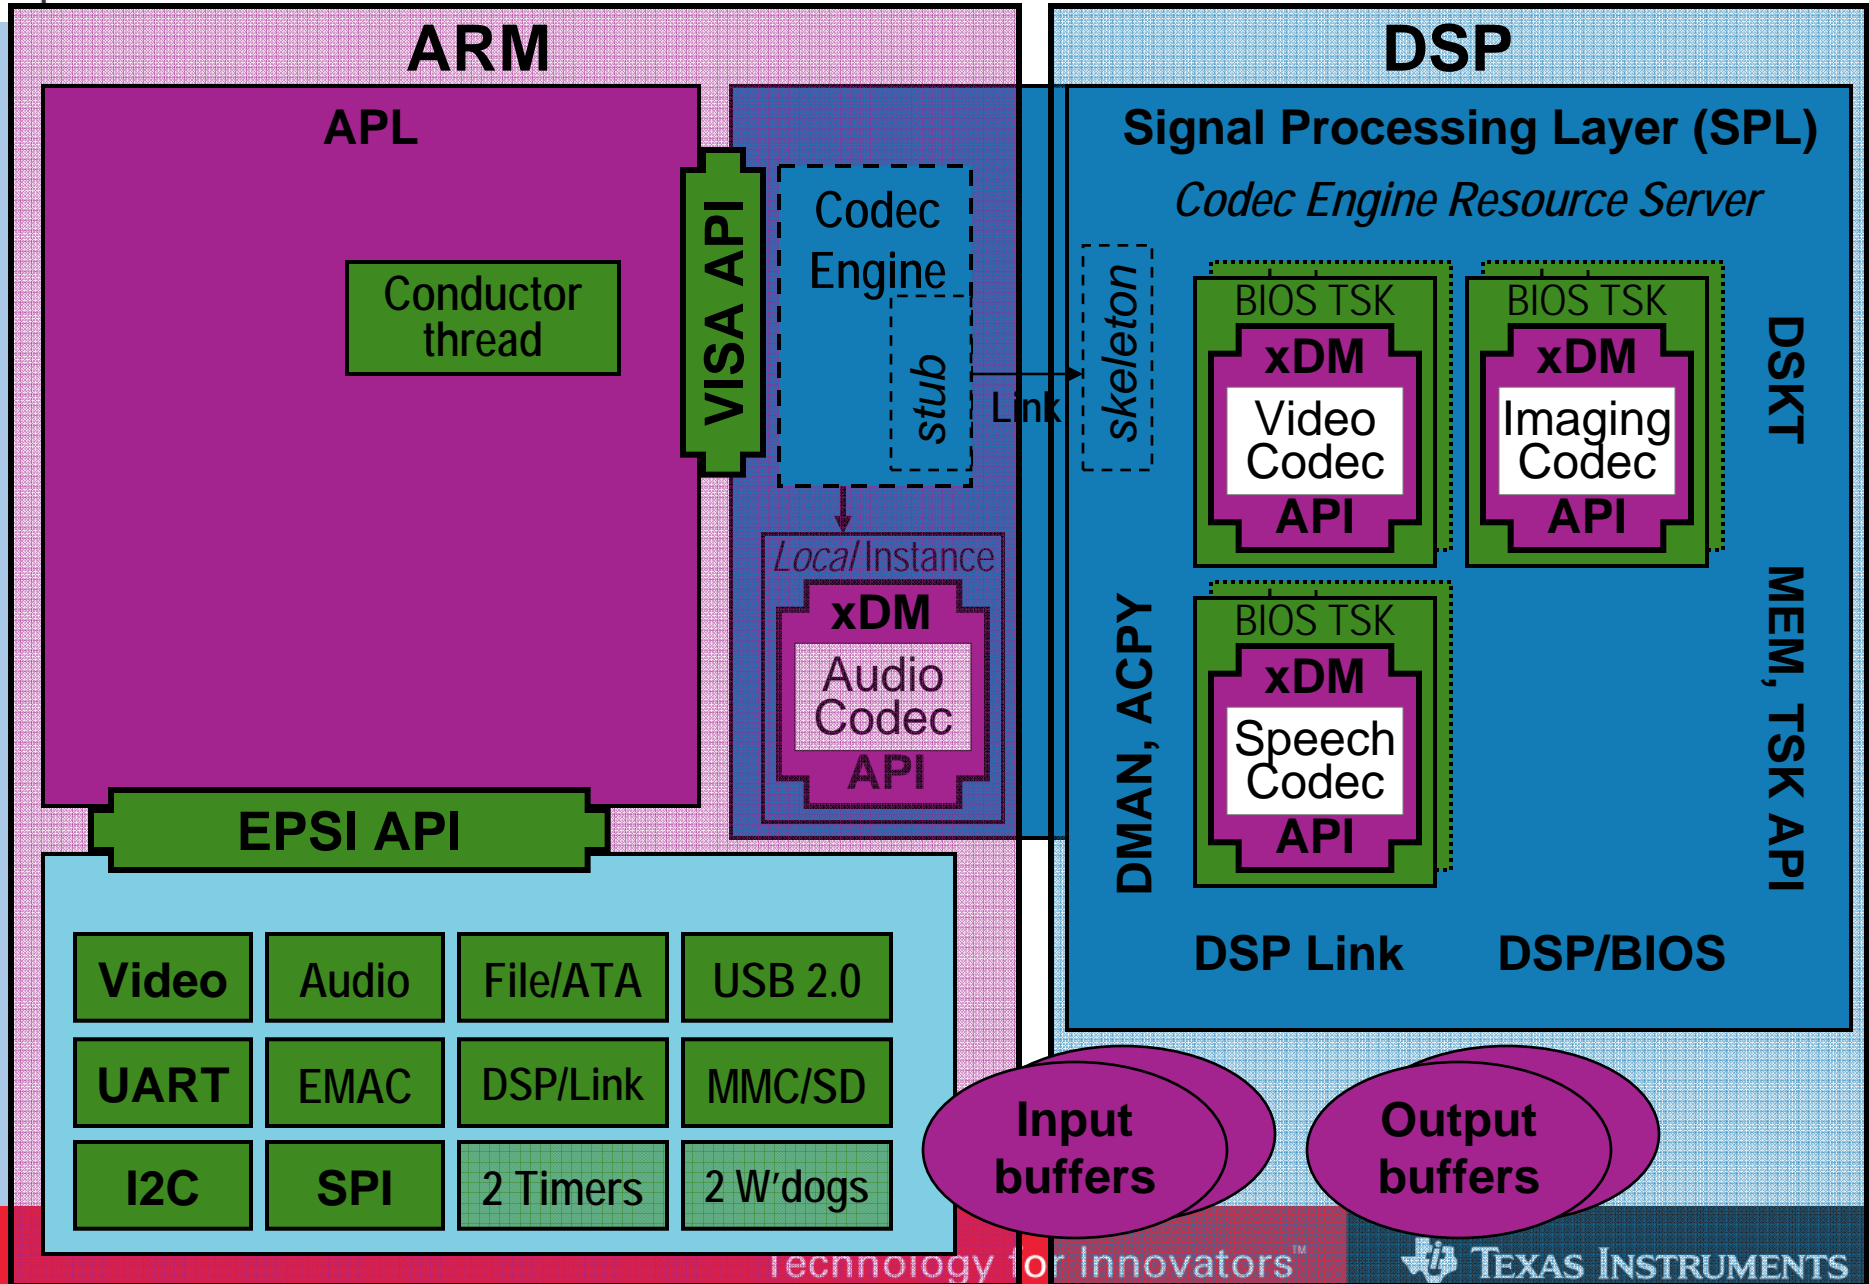 ARM
DSP
APL
Signal Processing Layer (SPL)
Codec Engine Resource Server
VISA API
Codec
Engine
stub
Link
skeleton
Conductor
thread
BIOS TSK
xDM
Video
Codec
API
BIOS TSK
xDM
Imaging
Codec
API
DSKT
Local Instance
xDM
Audio
Codec
API
DMAN, ACPY
BIOS TSK
xDM
Speech
Codec
API
MEM, TSK API
EPSI API
DSP Link
DSP/BIOS
Video
Audio
File/ATA
USB 2.0
UART
EMAC
DSP/Link
MMC/SD
I2C
SPI
2 Timers
2 W'dogs
Input
buffers
Output
buffers
Technology for Innovators™
TEXAS INSTRUMENTS